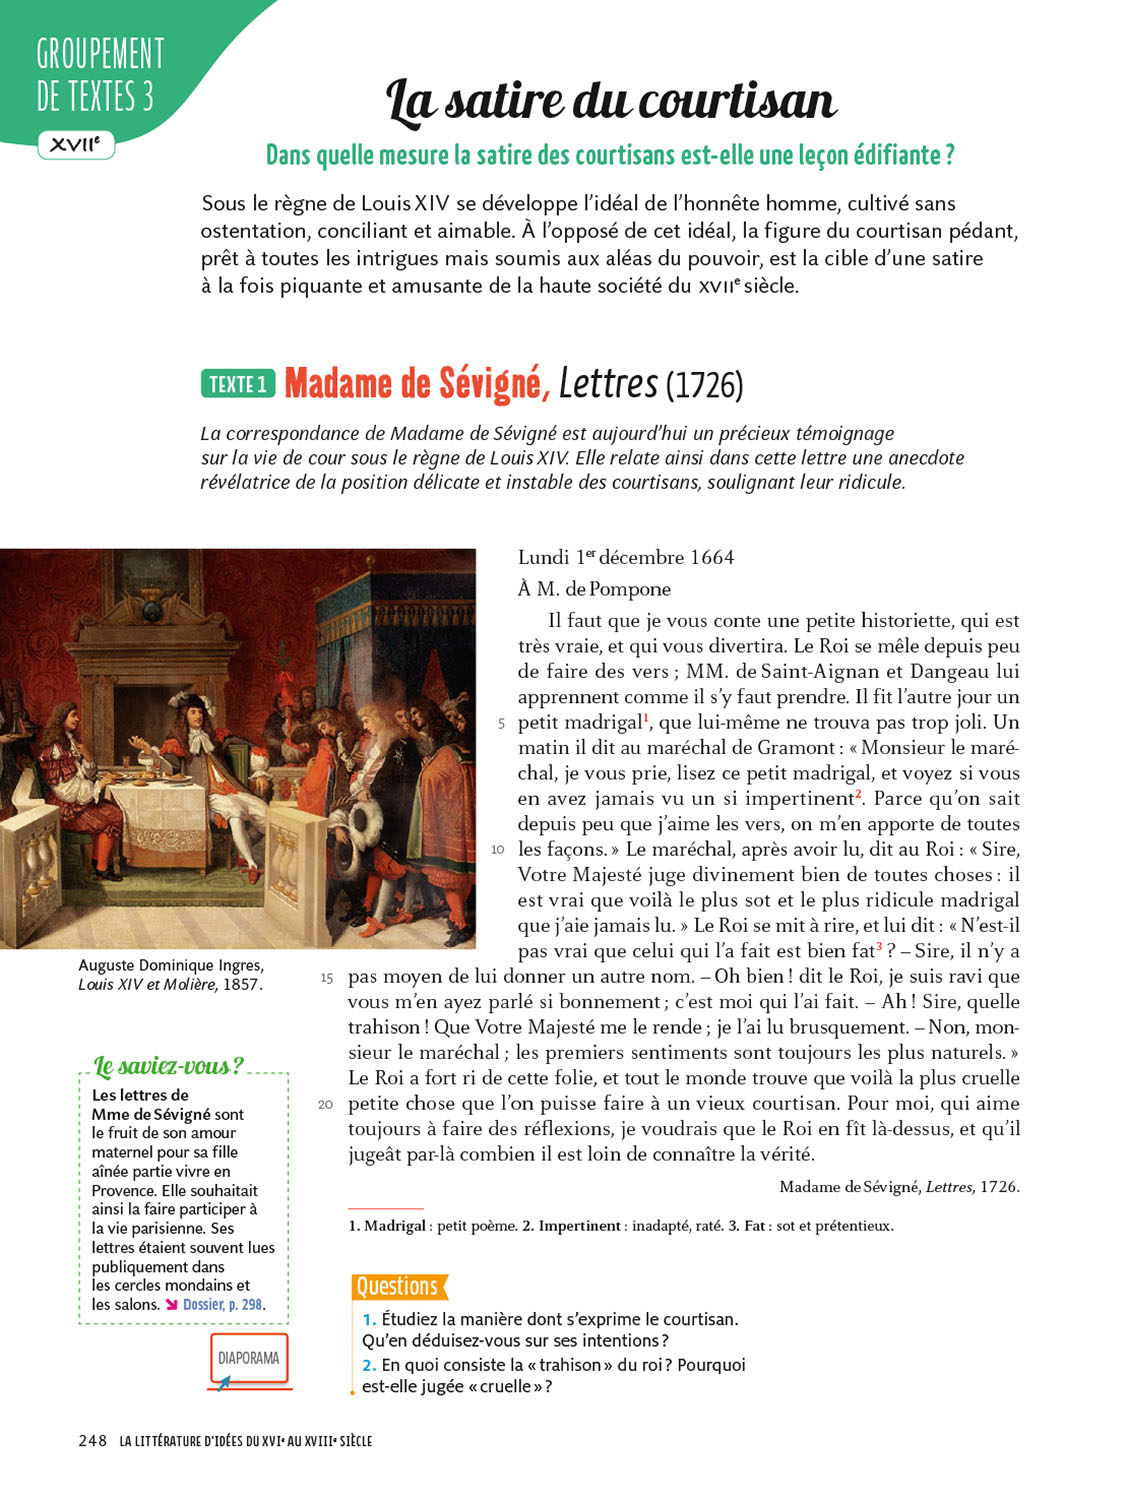 GROUPEMENT
DE TEXTES 3
XVIIe
La satire du courtisan
Dans quelle mesure la satire des courtisans est-elle une leçon édifiante ?
Sous le règne de Louis XIV se développe l’idéal de l’honnête homme, cultivé sans
ostentation, conciliant et aimable. À l’opposé de cet idéal, la figure du courtisan pédant,
prêt à toutes les intrigues mais soumis aux aléas du pouvoir, est la cible d’une satire
à la fois piquante et amusante de la haute société du XVIIe siècle.
TEXTE 1 Madame de Sévigné, Lettres (1726)
La correspondance de Madame de Sévigné est aujourd’hui un précieux témoignage
sur la vie de cour sous le règne de Louis XIV. Elle relate ainsi dans cette lettre une anecdote
révélatrice de la position délicate et instable des courtisans, soulignant leur ridicule.
Lundi 1er décembre 1664
À M. de Pompone
Il faut que je vous conte une petite historiette, qui est
très vraie, et qui vous divertira. Le Roi se mêle depuis peu
de faire des vers ; MM. de Saint-Aignan et Dangeau lui
apprennent comme il s’y faut prendre. Il fit l’autre jour un
5 petit madrigal1, que lui-même ne trouva pas trop joli. Un
matin il dit au maréchal de Gramont : « Monsieur le maré-
chal, je vous prie, lisez ce petit madrigal, et voyez si vous
en avez jamais vu un si impertinent2. Parce qu’on sait
depuis peu que j’aime les vers, on m’en apporte de toutes
10 les façons. » Le maréchal, après avoir lu, dit au Roi : « Sire,
Votre Majesté juge divinement bien de toutes choses : il
est vrai que voilà le plus sot et le plus ridicule madrigal
que j’aie jamais lu. » Le Roi se mit à rire, et lui dit : « N’est-il
pas vrai que celui qui l’a fait est bien fat3 ? – Sire, il n’y a
15 pas moyen de lui donner un autre nom. – Oh bien ! dit le Roi, je suis ravi que
vous m’en ayez parlé si bonnement ; c’est moi qui l’ai fait. – Ah ! Sire, quelle
trahison ! Que Votre Majesté me le rende ; je l’ai lu brusquement. – Non, mon-
sieur le maréchal ; les premiers sentiments sont toujours les plus naturels. »
Le Roi a fort ri de cette folie, et tout le monde trouve que voilà la plus cruelle
20 petite chose que l’on puisse faire à un vieux courtisan. Pour moi, qui aime
toujours à faire des réflexions, je voudrais que le Roi en fît là-dessus, et qu’il
jugeât par-là combien il est loin de connaître la vérité.
Madame de Sévigné, Lettres, 1726.
1. Madrigal : petit poème. 2. Impertinent : inadapté, raté. 3. Fat : sot et prétentieux.
Auguste Dominique Ingres,
Louis XIV et Molière, 1857.
Le saviez-vous ?
Les lettres de
Mme de Sévigné sont
le fruit de son amour
maternel pour sa fille
aînée partie vivre en
Provence. Elle souhaitait
ainsi la faire participer à
la vie parisienne. Ses
lettres étaient souvent lues
publiquement dans
les cercles mondains et
les salons. Dossier, p. 298.
DIAPORAMA
Questions
1. Étudiez la manière dont s’exprime le courtisan.
Qu’en déduisez-vous sur ses intentions ?
2. En quoi consiste la « trahison » du roi ? Pourquoi
est-elle jugée « cruelle » ?
248 LA LITTÉRATURE D’IDÉES DU XVIe AU XVIIIe SIÈCLE